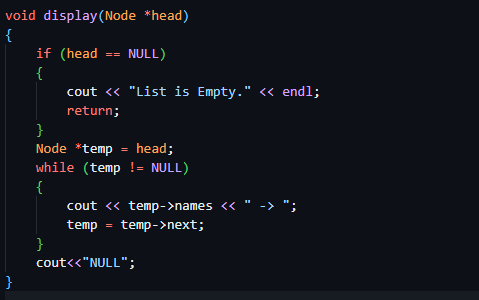 void display(Node *head)
{
    if (head == NULL)
    {
        cout << "List is Empty." << endl;
        return;
    }
    Node *temp = head;
    while (temp != NULL)
    {
        cout << temp->names << " -> ";
        temp = temp->next;
    }
    cout<<"NULL";
}